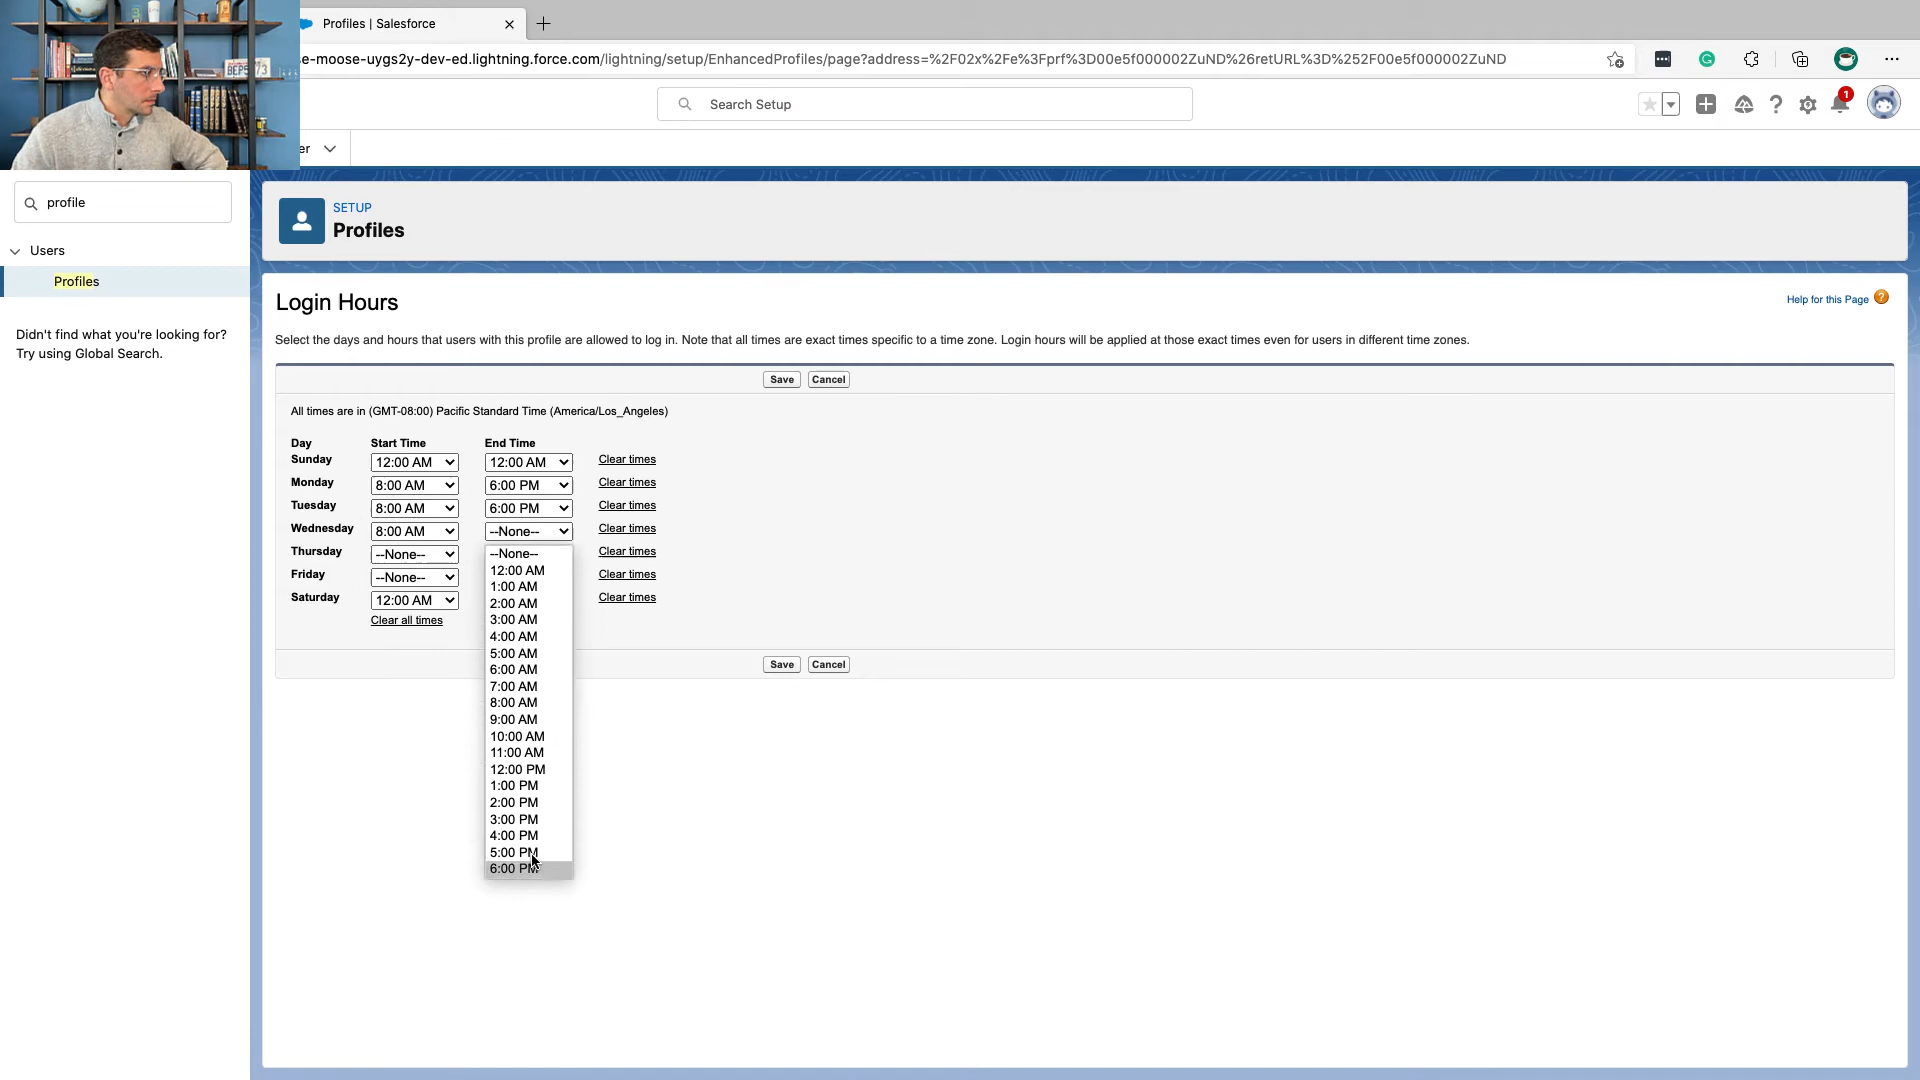 Profiles | Salesforce
e-moose-uygs2y-dev-ed.lightning.force.com/lightning/setup/EnhancedProfiles/page?address=%2F02x%2Fe%3Fprf%3D00e5f000002ZuND%26retURL%3D%252F00e5f000002ZuND
Search Setup
1
er
profile
Users
Profiles
Didn't find what you're looking for?
Try using Global Search.
SETUP
Profiles
Login Hours
Help for this Page
Select the days and hours that users with this profile are allowed to log in. Note that all times are exact times specific to a time zone. Login hours will be applied at those exact times even for users in different time zones.
Save Cancel
All times are in (GMT-08:00) Pacific Standard Time (America/Los_Angeles)
Day Start Time End Time
Sunday 12:00 AM 12:00 AM Clear times
Monday 8:00 AM 6:00 PM Clear times
Tuesday 8:00 AM 6:00 PM Clear times
Wednesday 8:00 AM --None-- Clear times
Thursday --None-- Clear times
Friday --None-- Clear times
Saturday 12:00 AM Clear times
Clear all times
--None--
12:00 AM
1:00 AM
2:00 AM
3:00 AM
4:00 AM
5:00 AM
6:00 AM
7:00 AM
8:00 AM
9:00 AM
10:00 AM
11:00 AM
12:00 PM
1:00 PM
2:00 PM
3:00 PM
4:00 PM
5:00 PM
6:00 PM
Save Cancel